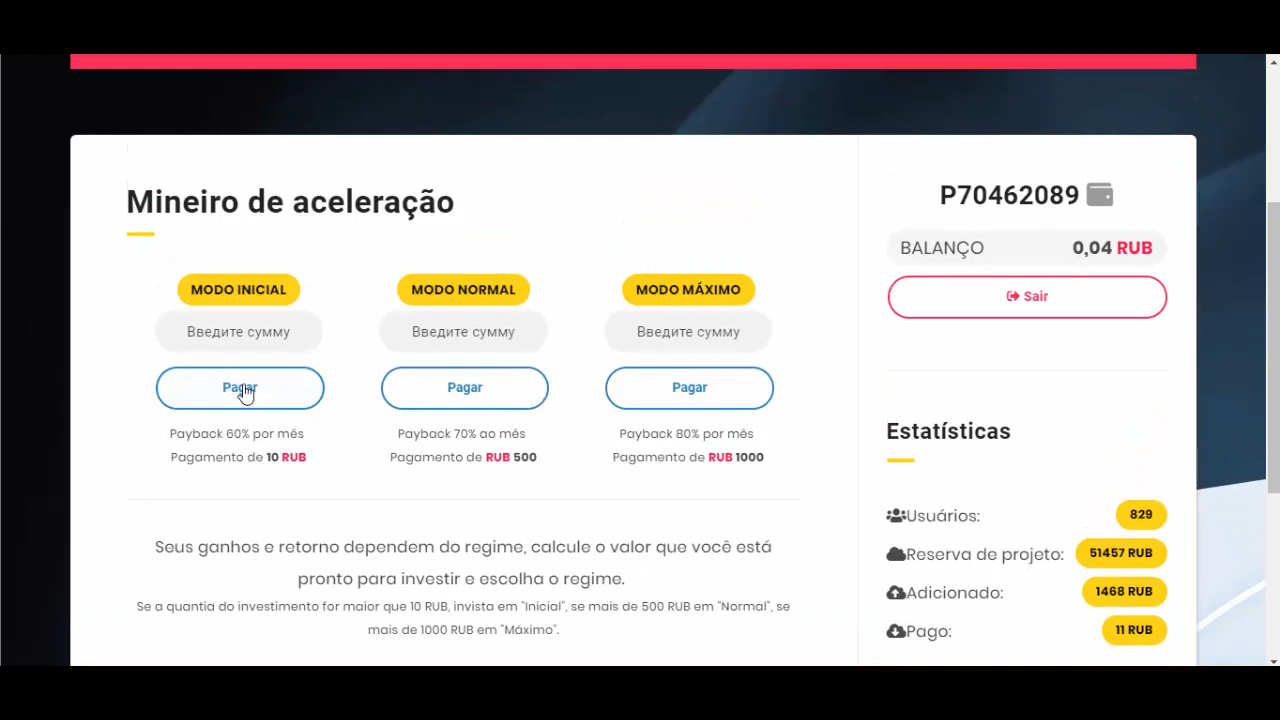 Mineiro de aceleração
MODO INICIAL
MODO NORMAL
MODO MÁXIMO
Введите сумму
Введите сумму
Введите сумму
Pagar
Pagar
Pagar
Payback 60% por mês
Payback 70% ao mês
Payback 80% por mês
Pagamento de 10 RUB
Pagamento de RUB 500
Pagamento de RUB 1000
Seus ganhos e retorno dependem do regime, calcule o valor que você está
pronto para investir e escolha o regime.
Se a quantia do investimento for maior que 10 RUB, invista em "Inicial", se mais de 500 RUB em "Normal", se
mais de 1000 RUB em "Máximo".
P70462089
BALANÇO 0,04 RUB
Sair
Estatísticas
Usuários: 829
Reserva de projeto: 51457 RUB
Adicionado: 1468 RUB
Pago: 11 RUB